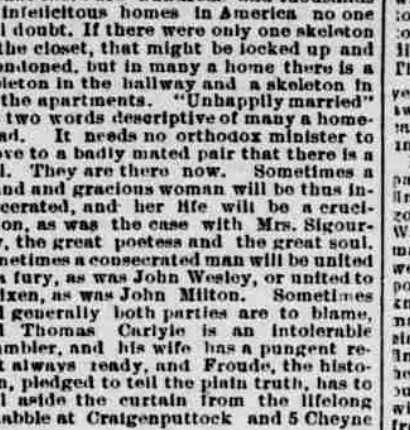 infelicitous homes in America no one
doubt. If there were only one skeleton
the closet, that might be locked up and
ndoned, but in many a home there is a
leton in the hallway and a skeleton in
the apartments. "Unhappily married"
two words descriptive of many a home-
ad. It needs no orthodox minister to
ove to a badly mated pair that there is a
l. They are there now. Sometimes a
and and gracious woman will be thus in-
cerated, and her life will be a cruci-
on, as was the case with Mrs. Sigour-
y, the great poetess and the great soul.
netimes a consecrated man will be united
a fury, as was John Wesley, or united to
ixen, as was John Milton. Sometimes
d generally both parties are to blame,
d Thomas Carlyle is an intolerable
ambler, and his wife has a pungent re-
t always ready, and Froude, the histo-
n, pledged to tell the plain truth, has to
l aside the curtain from the lifelong
abble at Craigenputtock and 5 Cheyne